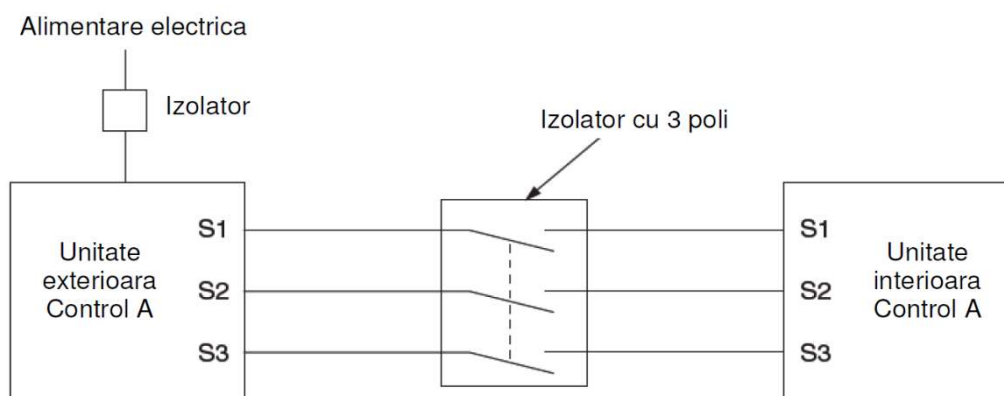 Alimentare electrica
Izolator
Izolator cu 3 poli
Unitate
exterioara
Control A
S1
S2
S3
S1
S2
S3
Unitate
interioara
Control A